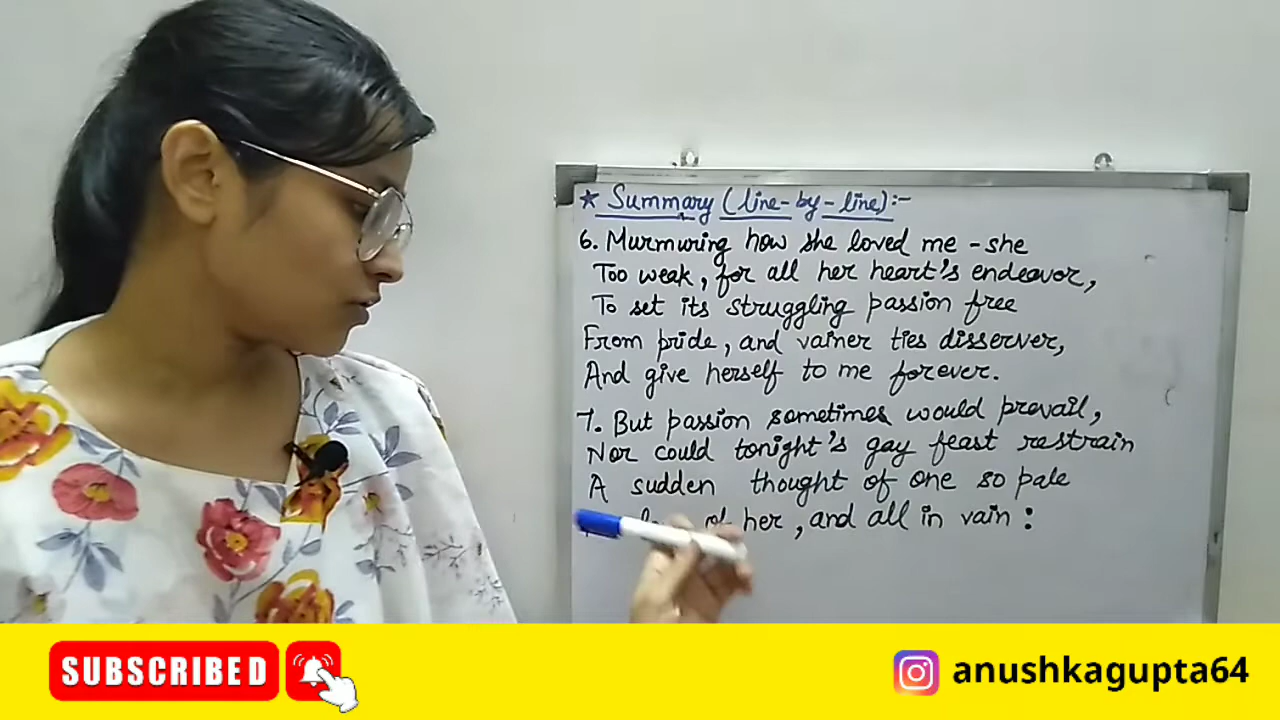 ★ Summary (line-by-line):-
6. Murmuring how she loved me - she
Too weak, for all her heart's endeavor,
To set its struggling passion free
From pride, and vainer ties disserver,
And give herself to me forever.
7. But passion sometimes would prevail,
Nor could tonight's gay feast restrain
A sudden thought of one so pale
of her, and all in vain :
SUBSCRIBED
anushkagupta64